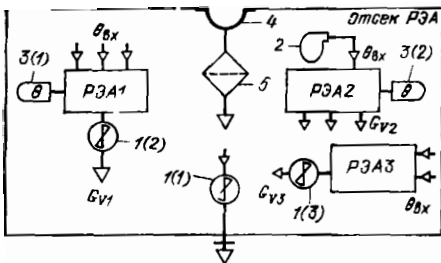 4
Отсек РЭА
3(1)
θвх
2
θвх
3(2)
θ
РЭА1
5
РЭА2
θ
1(2)
GV2
GV1
1(1)
GV3
РЭА3
1(3)
θвх